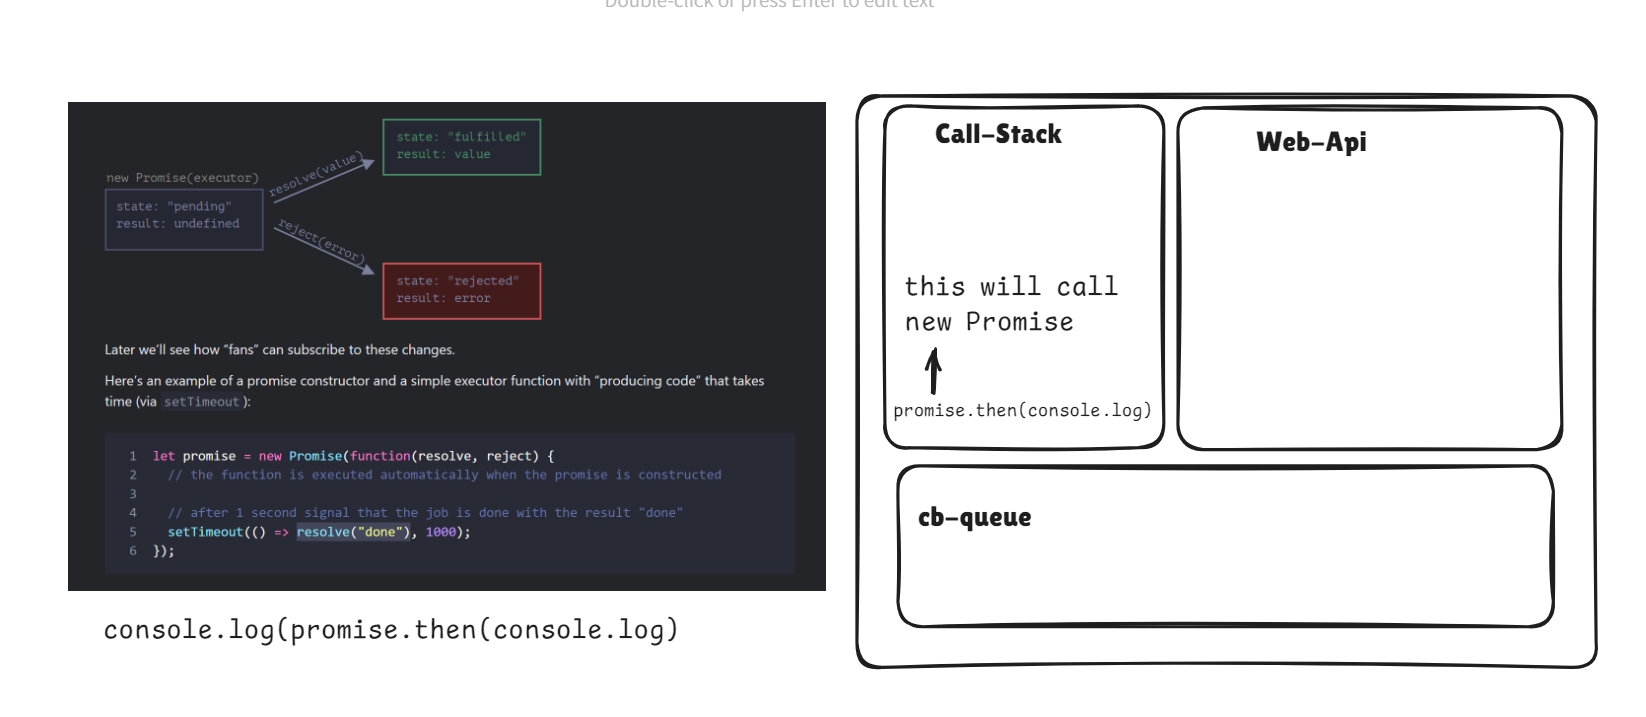 Double-click or press Enter to edit text
new Promise(executor)
state: "pending"
result: undefined
resolve(value)
reject(error)
state: "fulfilled"
result: value
state: "rejected"
result: error
Later we'll see how “fans” can subscribe to these changes.
Here's an example of a promise constructor and a simple executor function with “producing code” that takes
time (via setTimeout):
1 let promise = new Promise(function(resolve, reject) {
2 // the function is executed automatically when the promise is constructed
3
4 // after 1 second signal that the job is done with the result "done"
5 setTimeout(() => resolve("done"), 1000);
6 });
console.log(promise.then(console.log)
Call-Stack
this will call
new Promise
promise.then(console.log)
Web-Api
cb-queue